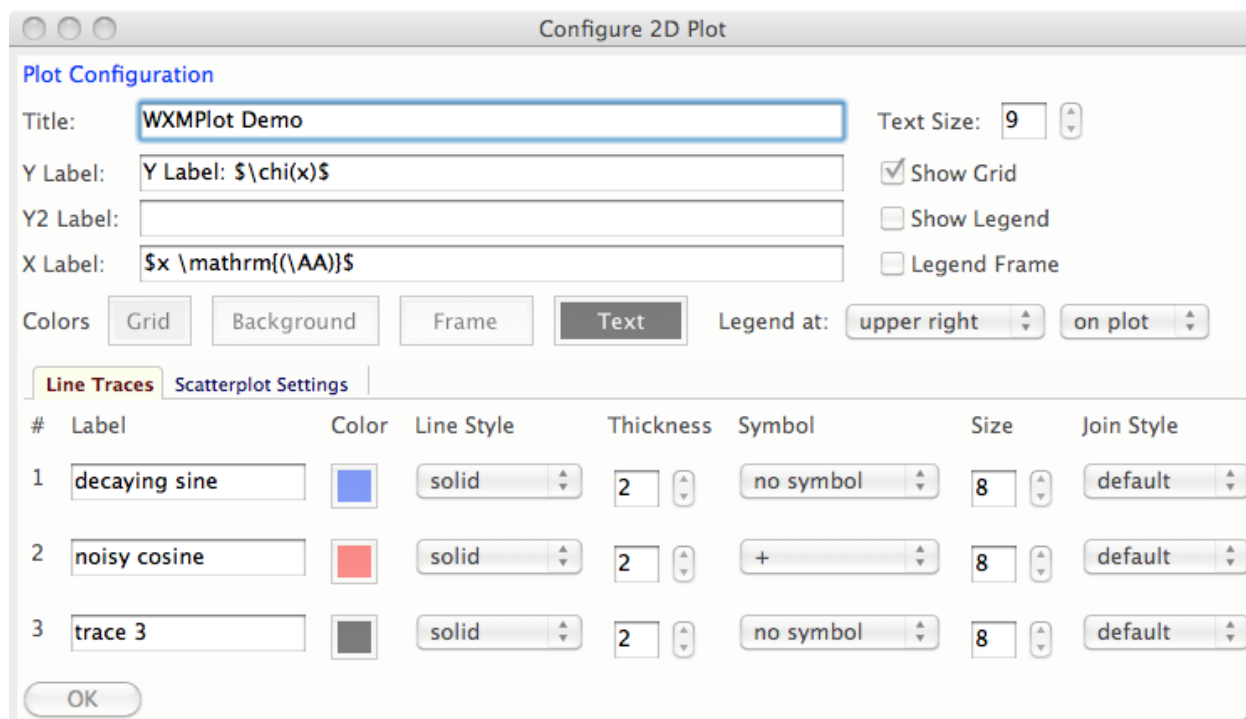 Configure 2D Plot
Plot Configuration
Title: WXMPlot Demo Text Size: 9
Y Label: Y Label: $\chi(x)$ Show Grid
Y2 Label: Show Legend
X Label: $x \mathrm{(\AA)}$ Legend Frame
Colors Grid Background Frame Text Legend at: upper right on plot
Line Traces Scatterplot Settings
# Label Color Line Style Thickness Symbol Size Join Style
1 decaying sine solid 2 no symbol 8 default
2 noisy cosine solid 2 + 8 default
3 trace 3 solid 2 no symbol 8 default
OK